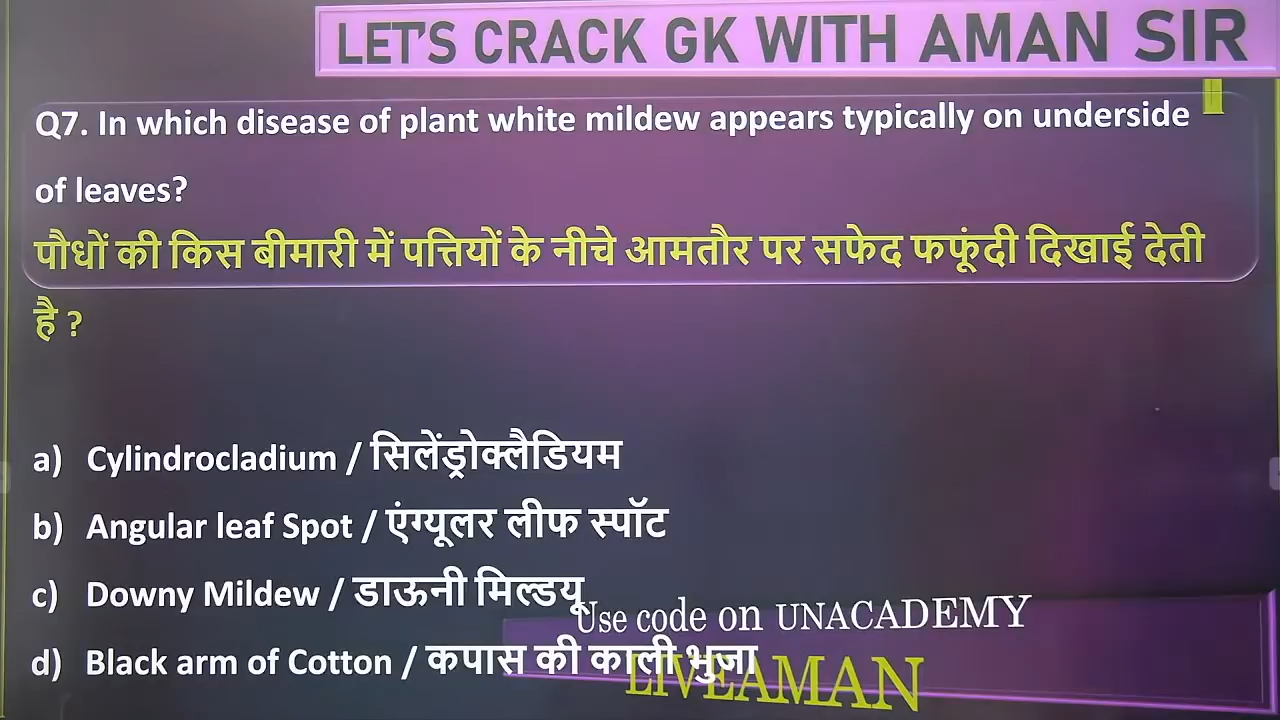 LET'S CRACK GK WITH AMAN SIR
Q7. In which disease of plant white mildew appears typically on underside
of leaves?
पौधों की किस बीमारी में पत्तियों के नीचे आमतौर पर सफेद फफूंदी दिखाई देती
है ?
a) Cylindrocladium / सिलेंड्रोक्लैडियम
b) Angular leaf Spot / एंग्यूलर लीफ स्पॉट
c) Downy Mildew / डाऊनी मिल्डयू
Use code on UNACADEMY
d) Black arm of Cotton / कपास की काली भुजा
LIVEAMAN